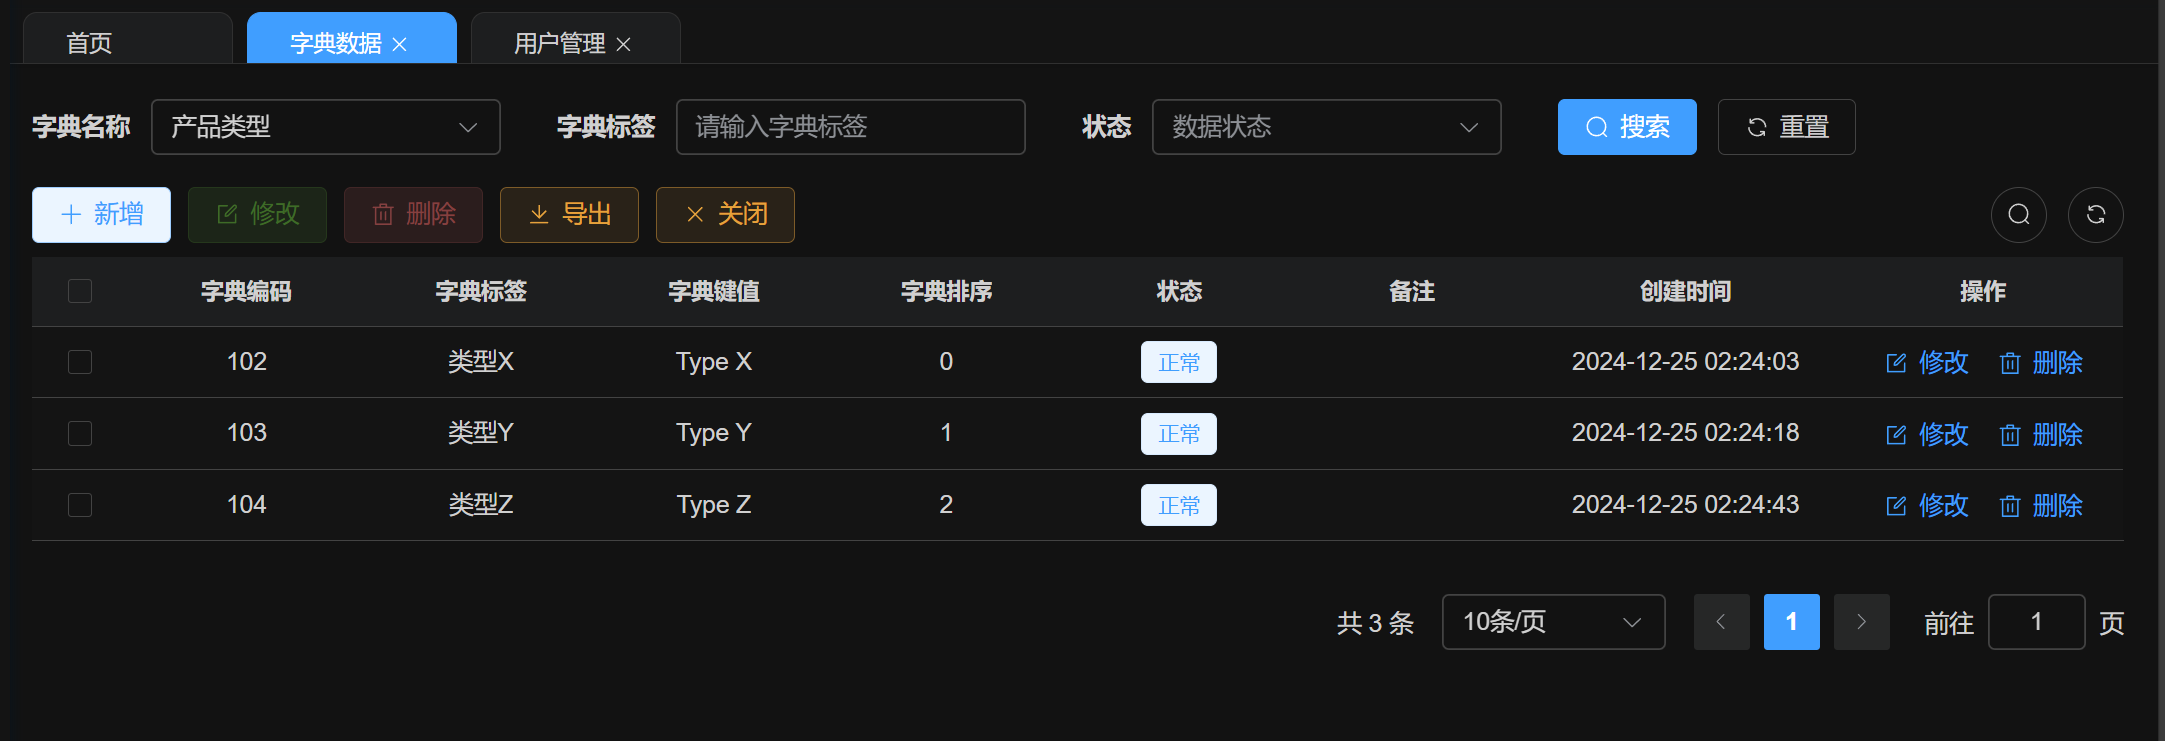 首页 字典数据 用户管理
字典名称 产品类型 字典标签 请输入字典标签 状态 数据状态 搜索 重置
新增 修改 删除 导出 关闭
字典编码 字典标签 字典键值 字典排序 状态 备注 创建时间 操作
102 类型X Type X 0 正常 2024-12-25 02:24:03 修改 删除
103 类型Y Type Y 1 正常 2024-12-25 02:24:18 修改 删除
104 类型Z Type Z 2 正常 2024-12-25 02:24:43 修改 删除
共 3 条 10条/页 1 前往 1 页